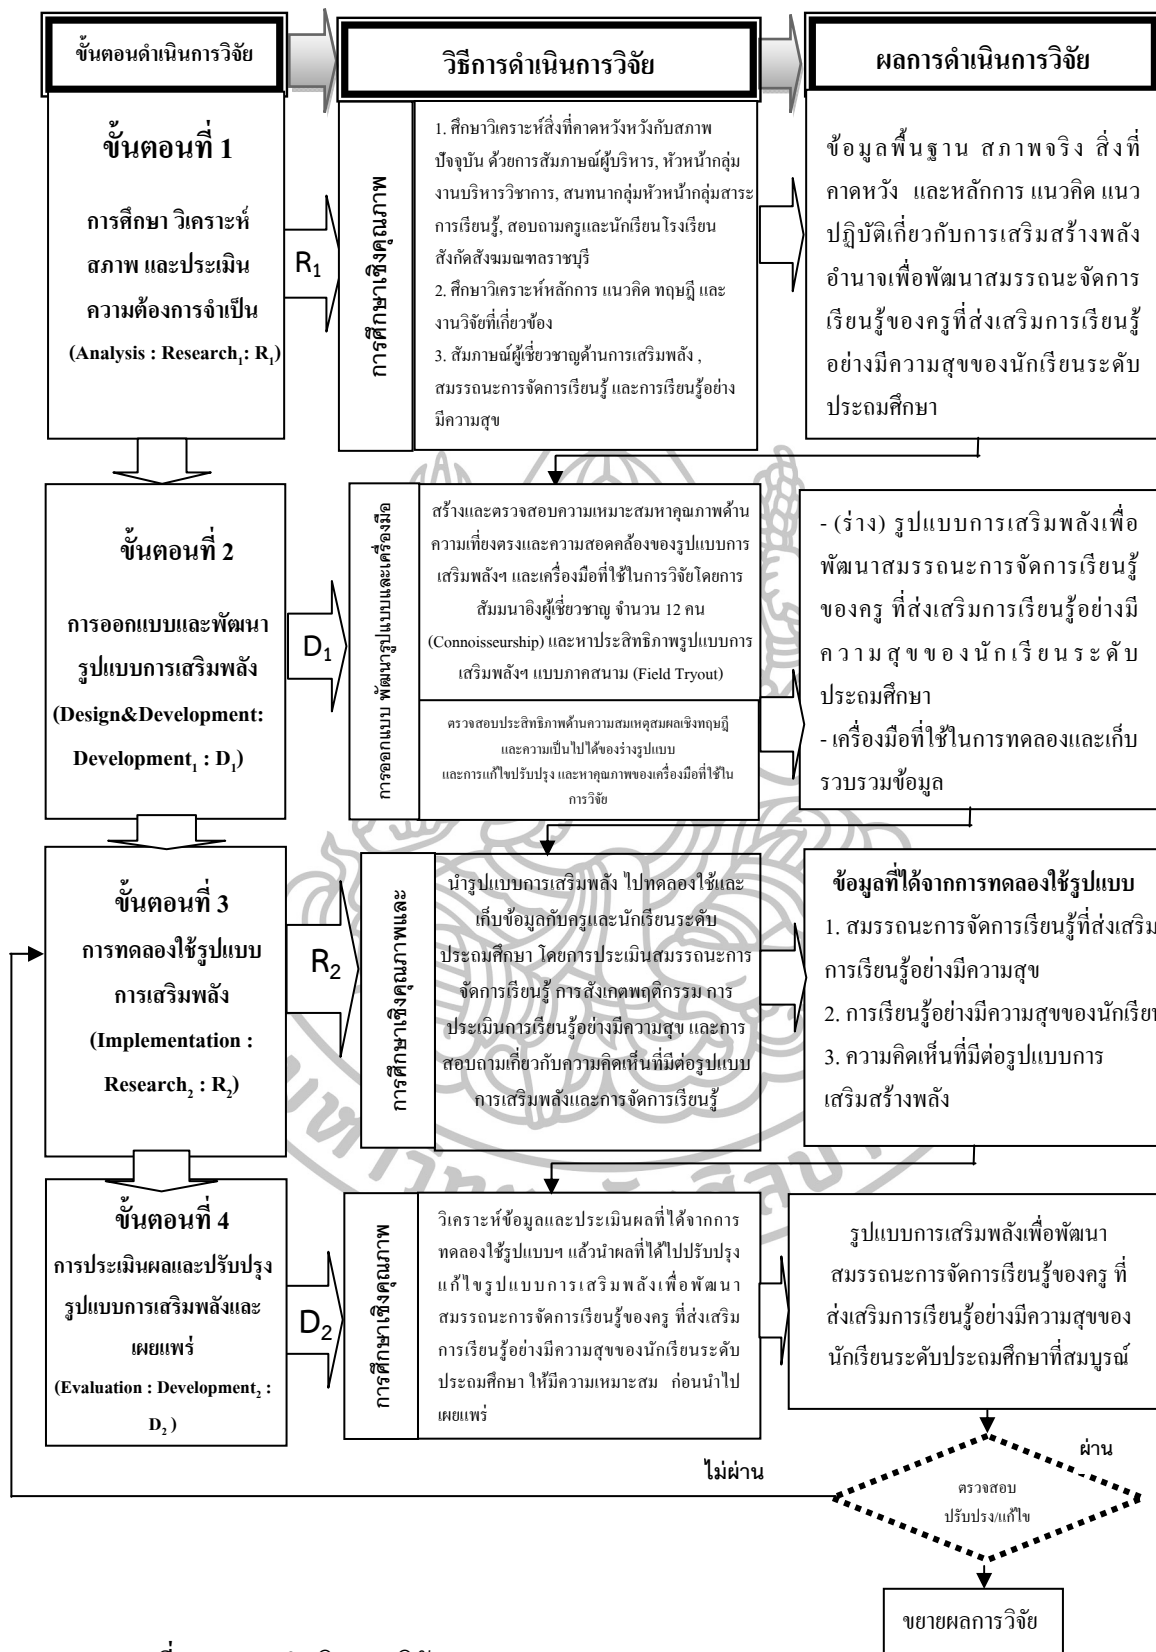 ขั้นตอนดำเนินการวิจัย
วิธีการดำเนินการวิจัย
ผลการดำเนินการวิจัย
ขั้นตอนที่ 1
การศึกษา วิเคราะห์
สภาพ และประเมิน
ความต้องการจำเป็น
(Analysis : Research₁: R₁)
R₁
การศึกษาเชิงคุณภาพ
1. ศึกษาวิเคราะห์สิ่งที่คาดหวังหวังกับสภาพ
ปัจจุบัน ด้วยการสัมภาษณ์ผู้บริหาร, หัวหน้ากลุ่ม
งานบริหารวิชาการ, สนทนากลุ่มหัวหน้ากลุ่มสาระ
การเรียนรู้, สอบถามครูและนักเรียนโรงเรียน
สังกัดสังฆมณฑลราชบุรี
2. ศึกษาวิเคราะห์หลักการ แนวคิด ทฤษฎี และ
งานวิจัยที่เกี่ยวข้อง
3. สัมภาษณ์ผู้เชี่ยวชาญด้านการเสริมพลัง ,
สมรรถนะการจัดการเรียนรู้ และการเรียนรู้อย่าง
มีความสุข
ข้อมูลพื้นฐาน สภาพจริง สิ่งที่
คาดหวัง และหลักการ แนวคิด แนว
ปฏิบัติเกี่ยวกับการเสริมสร้างพลัง
อำนาจเพื่อพัฒนาสมรรถนะจัดการ
เรียนรู้ของครูที่ส่งเสริมการเรียนรู้
อย่างมีความสุขของนักเรียนระดับ
ประถมศึกษา
ขั้นตอนที่ 2
การออกแบบและพัฒนา
รูปแบบการเสริมพลัง
(Design&Development:
Development₁ : D₁)
D₁
การออกแบบ พัฒนารูปแบบและเครื่องมือ
สร้างและตรวจสอบความเหมาะสมหาคุณภาพด้าน
ความเที่ยงตรงและความสอดคล้องของรูปแบบการ
เสริมพลังฯ และเครื่องมือที่ใช้ในการวิจัยโดยการ
สัมมนาอิงผู้เชี่ยวชาญ จำนวน 12 คน
(Connoisseurship) และหาประสิทธิภาพรูปแบบการ
เสริมพลังฯ แบบภาคสนาม (Field Tryout)
ตรวจสอบประสิทธิภาพด้านความสมเหตุสมผลเชิงทฤษฎี
และความเป็นไปได้ของร่างรูปแบบ
และการแก้ไขปรับปรุง และหาคุณภาพของเครื่องมือที่ใช้ใน
การวิจัย
- (ร่าง) รูปแบบการเสริมพลังเพื่อ
พัฒนาสมรรถนะการจัดการเรียนรู้
ของครู ที่ส่งเสริมการเรียนรู้อย่างมี
ความสุขของนักเรียนระดับ
ประถมศึกษา
- เครื่องมือที่ใช้ในการทดลองและเก็บ
รวบรวมข้อมูล
ขั้นตอนที่ 3
การทดลองใช้รูปแบบ
การเสริมพลัง
(Implementation :
Research₂ : R₂)
R₂
การศึกษาเชิงคุณภาพและ
นำรูปแบบการเสริมพลัง ไปทดลองใช้และ
เก็บข้อมูลกับครูและนักเรียนระดับ
ประถมศึกษา โดยการประเมินสมรรถนะการ
จัดการเรียนรู้ การสังเกตพฤติกรรม การ
ประเมินการเรียนรู้อย่างมีความสุข และการ
สอบถามเกี่ยวกับความคิดเห็นที่มีต่อรูปแบบ
การเสริมพลังและการจัดการเรียนรู้
ข้อมูลที่ได้จากการทดลองใช้รูปแบบ
1. สมรรถนะการจัดการเรียนรู้ที่ส่งเสริม
การเรียนรู้อย่างมีความสุข
2. การเรียนรู้อย่างมีความสุขของนักเรียน
3. ความคิดเห็นที่มีต่อรูปแบบการ
เสริมสร้างพลัง
ขั้นตอนที่ 4
การประเมินผลและปรับปรุง
รูปแบบการเสริมพลังและ
เผยแพร่
(Evaluation : Development₂ :
D₂ )
D₂
การศึกษาเชิงคุณภาพ
วิเคราะห์ข้อมูลและประเมินผลที่ได้จากการ
ทดลองใช้รูปแบบฯ แล้วนำผลที่ได้ไปปรับปรุง
แก้ไขรูปแบบการเสริมพลังเพื่อพัฒนา
สมรรถนะการจัดการเรียนรู้ของครู ที่ส่งเสริม
การเรียนรู้อย่างมีความสุขของนักเรียนระดับ
ประถมศึกษา ให้มีความเหมาะสม ก่อนนำไป
เผยแพร่
รูปแบบการเสริมพลังเพื่อพัฒนา
สมรรถนะการจัดการเรียนรู้ของครู ที่
ส่งเสริมการเรียนรู้อย่างมีความสุขของ
นักเรียนระดับประถมศึกษาที่สมบูรณ์
ไม่ผ่าน
ผ่าน
ตรวจสอบ
ปรับปรุง/แก้ไข
ขยายผลการวิจัย